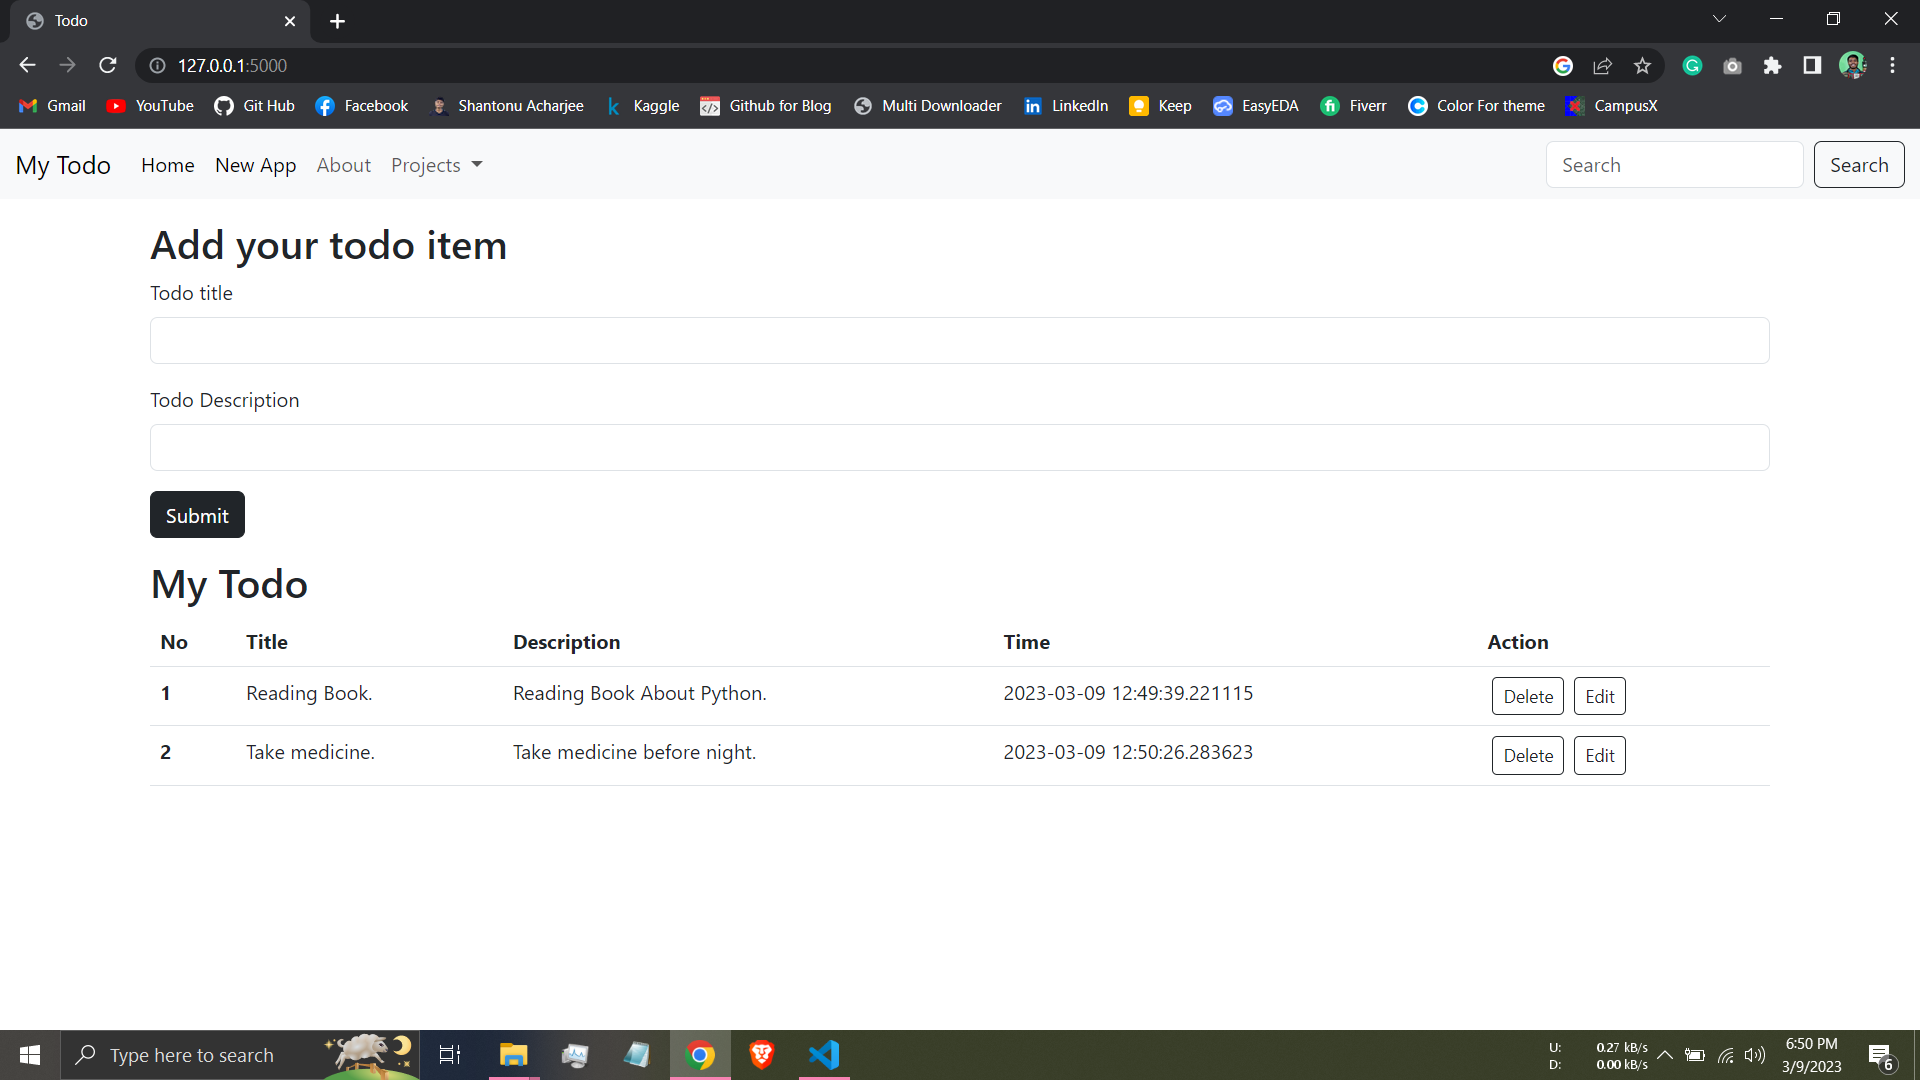 Todo
127.0.0.1:5000
Gmail YouTube Git Hub Facebook Shantonu Acharjee Kaggle Github for Blog Multi Downloader LinkedIn Keep EasyEDA Fiverr Color For theme CampusX
My Todo Home New App About Projects Search Search
Add your todo item
Todo title
Todo Description
Submit
My Todo
No Title Description Time Action
1 Reading Book. Reading Book About Python. 2023-03-09 12:49:39.221115 Delete Edit
2 Take medicine. Take medicine before night. 2023-03-09 12:50:26.283623 Delete Edit
Type here to search
U: 0.27 kB/s
D: 0.00 kB/s
6:50 PM
3/9/2023
6